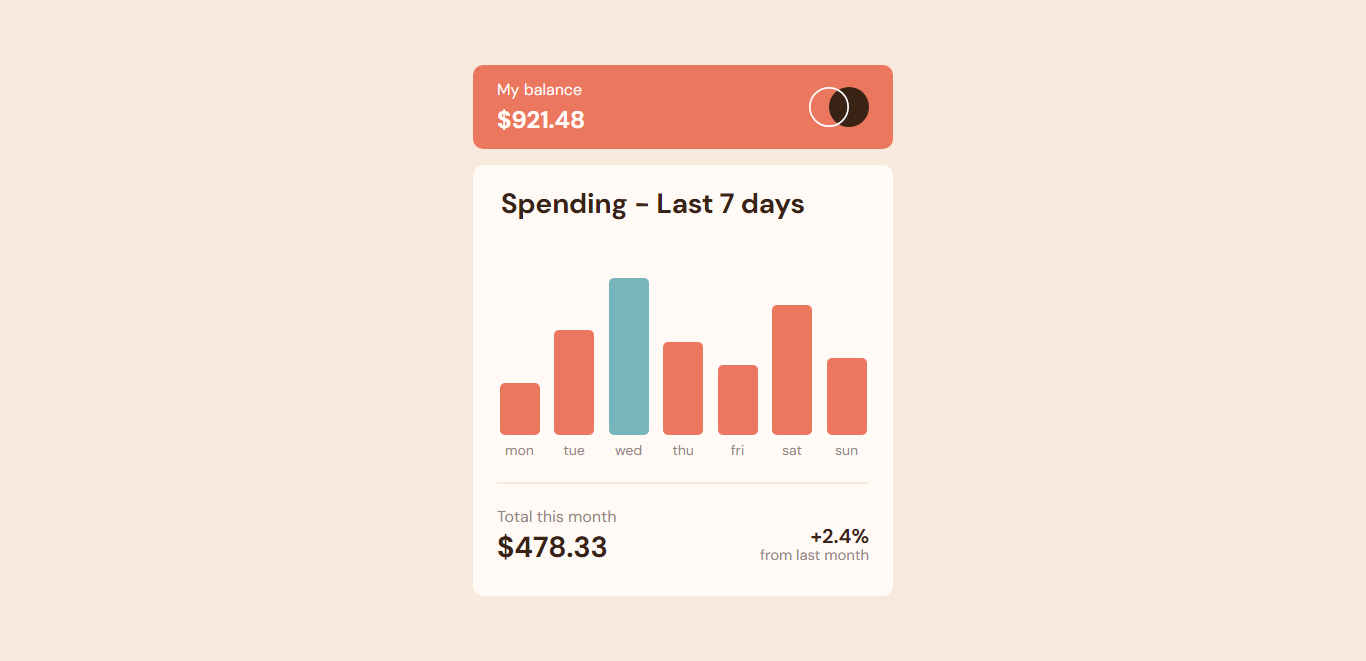 My balance
$921.48
Spending - Last 7 days
mon tue wed thu fri sat sun
Total this month
$478.33
+2.4%
from last month